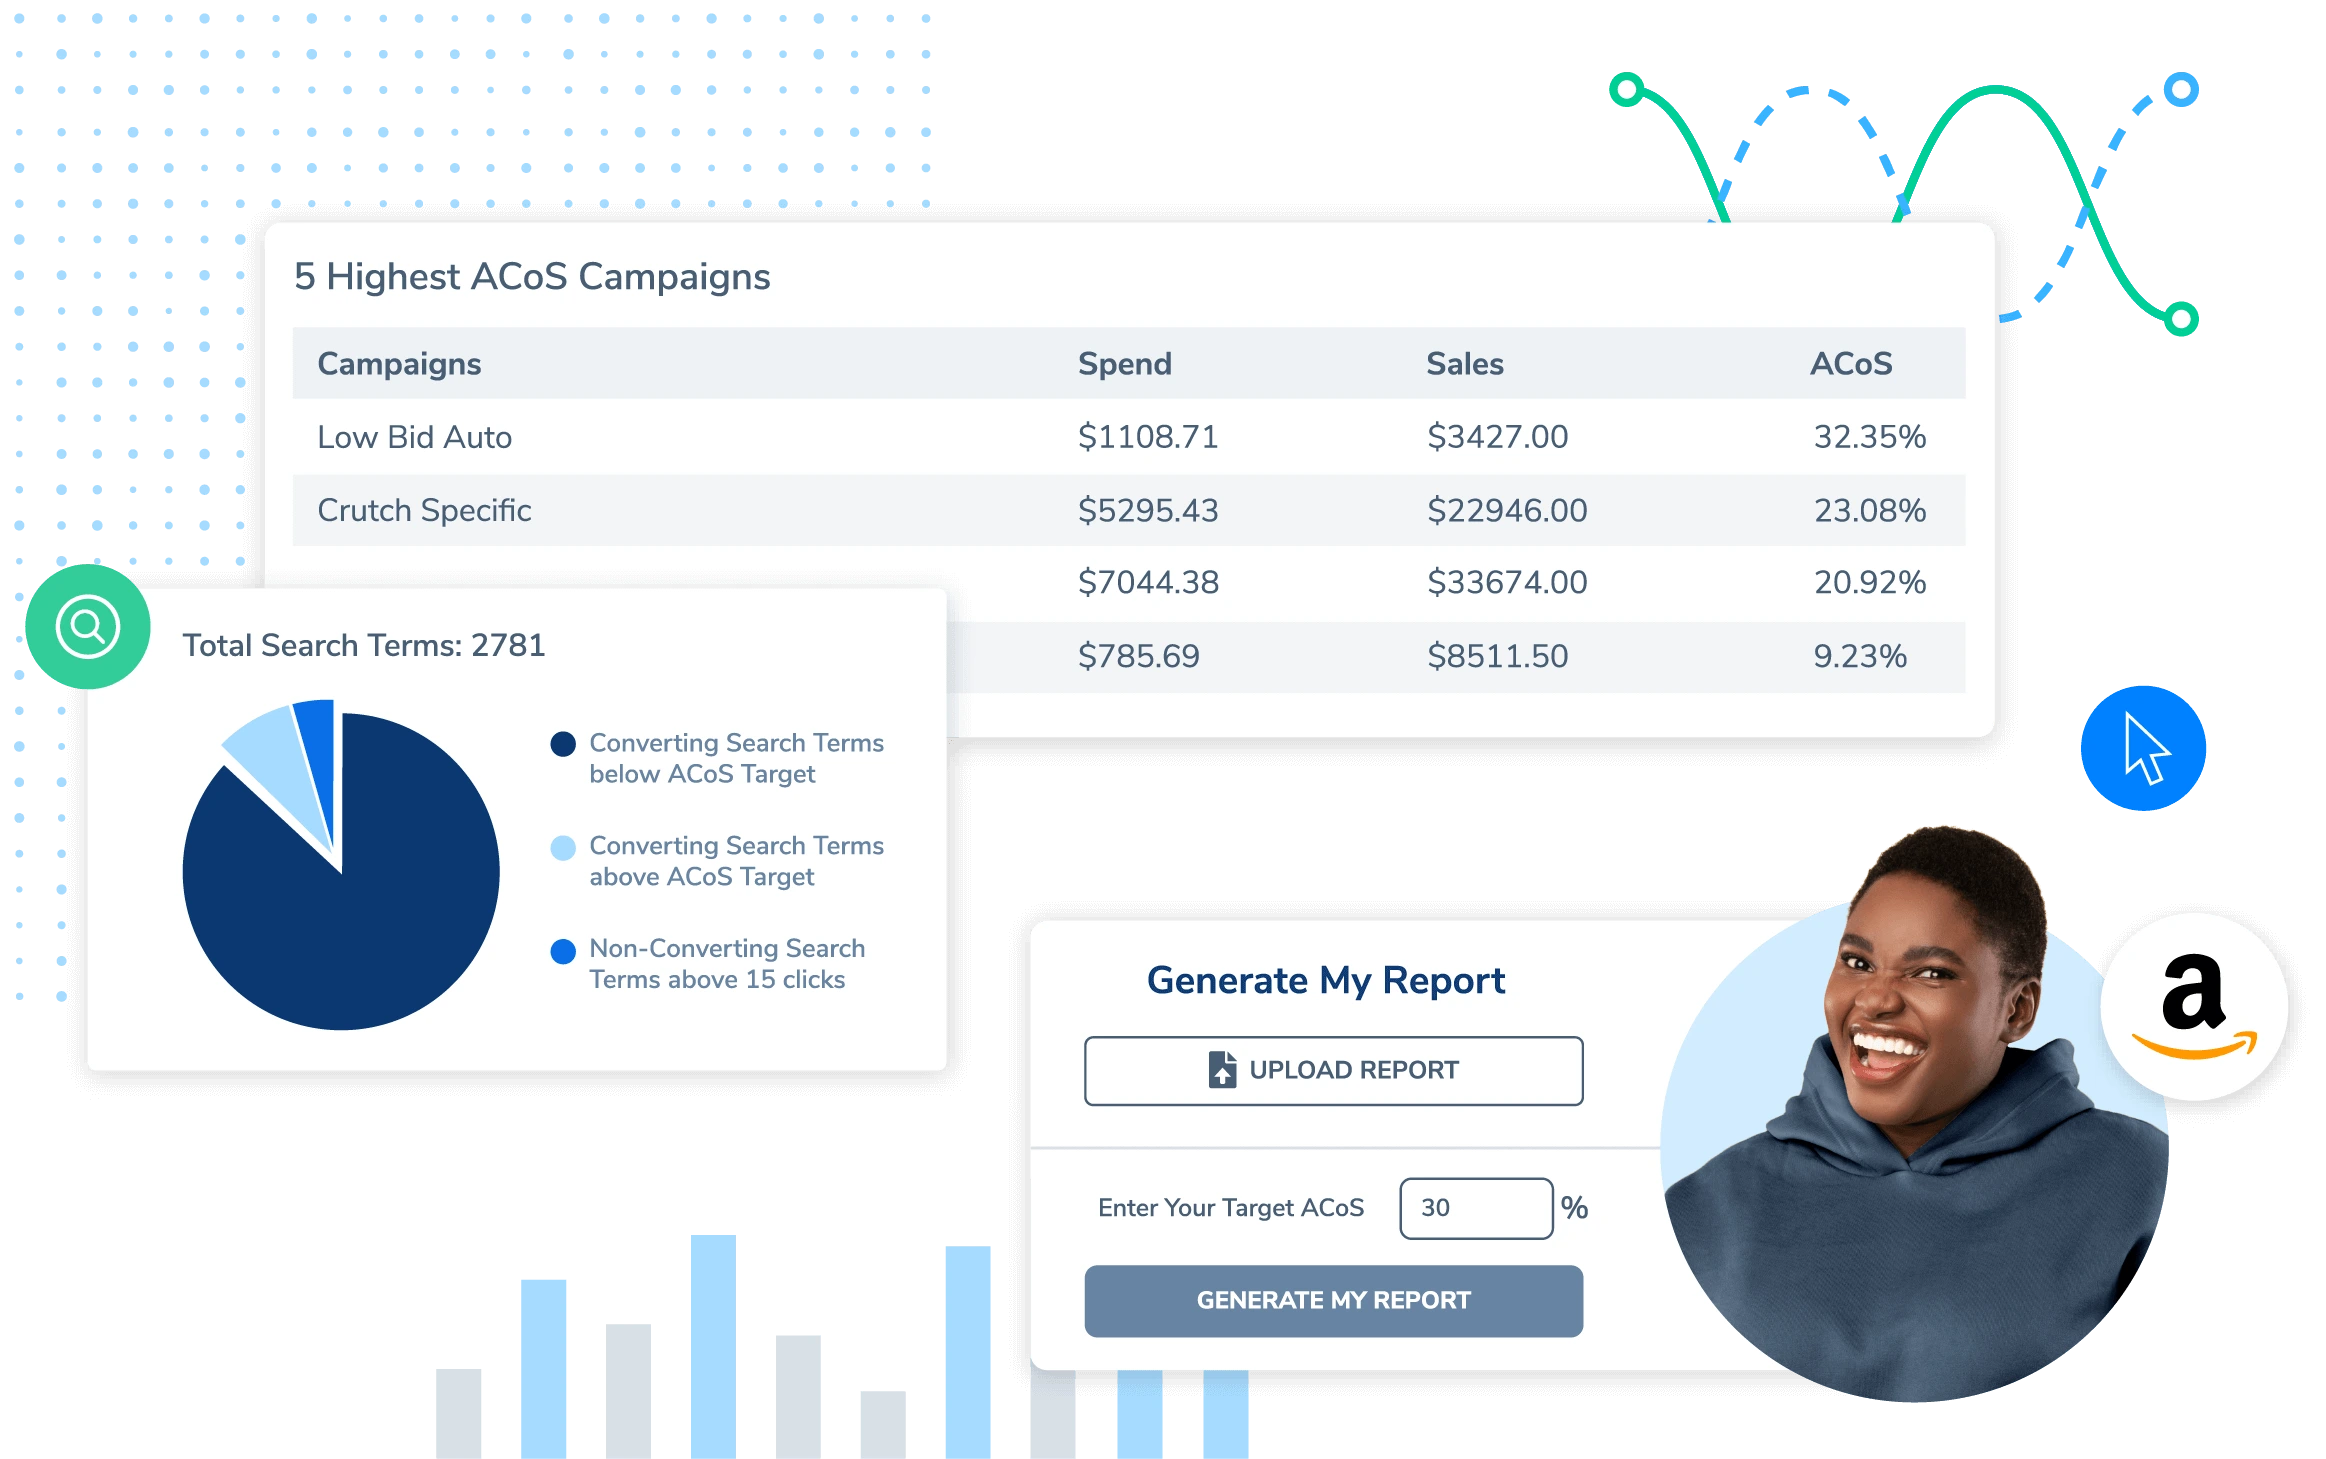 5 Highest ACoS Campaigns
Campaigns Spend Sales ACoS
Low Bid Auto $1108.71 $3427.00 32.35%
Crutch Specific $5295.43 $22946.00 23.08%
$7044.38 $33674.00 20.92%
$785.69 $8511.50 9.23%
Total Search Terms: 2781
Converting Search Terms
below ACoS Target
Converting Search Terms
above ACoS Target
Non-Converting Search
Terms above 15 clicks
Generate My Report
UPLOAD REPORT
Enter Your Target ACoS 30 %
GENERATE MY REPORT
a